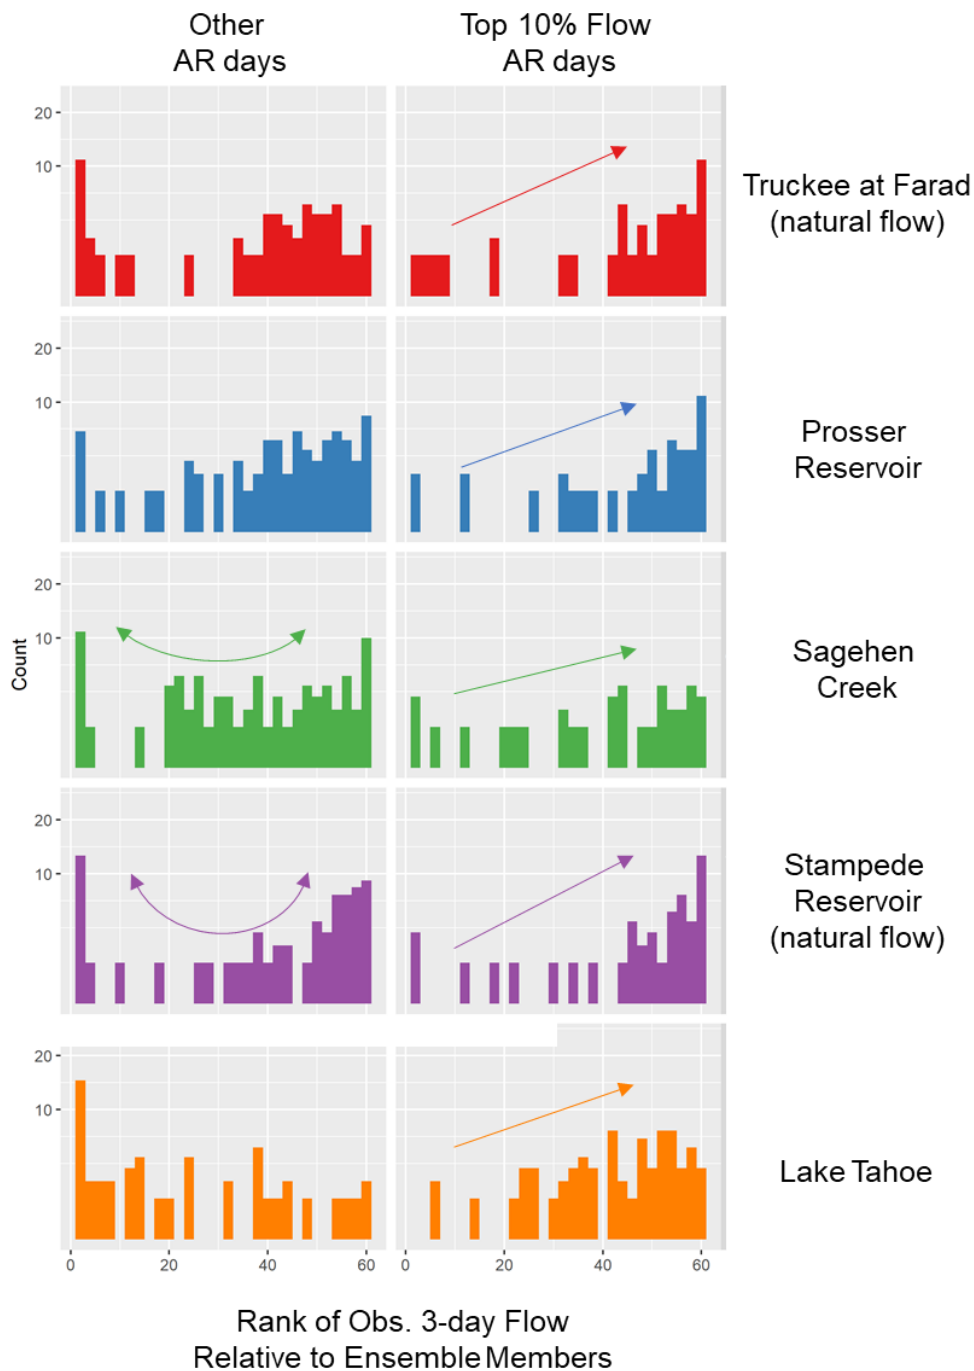 Other
AR days
Top 10% Flow
AR days
20
10
Truckee at Farad
(natural flow)
20
10
Prosser
Reservoir
20
10
Sagehen
Creek
Count
20
10
Stampede
Reservoir
(natural flow)
20
10
Lake Tahoe
0 20 40 60
0 20 40 60
Rank of Obs. 3-day Flow
Relative to Ensemble Members